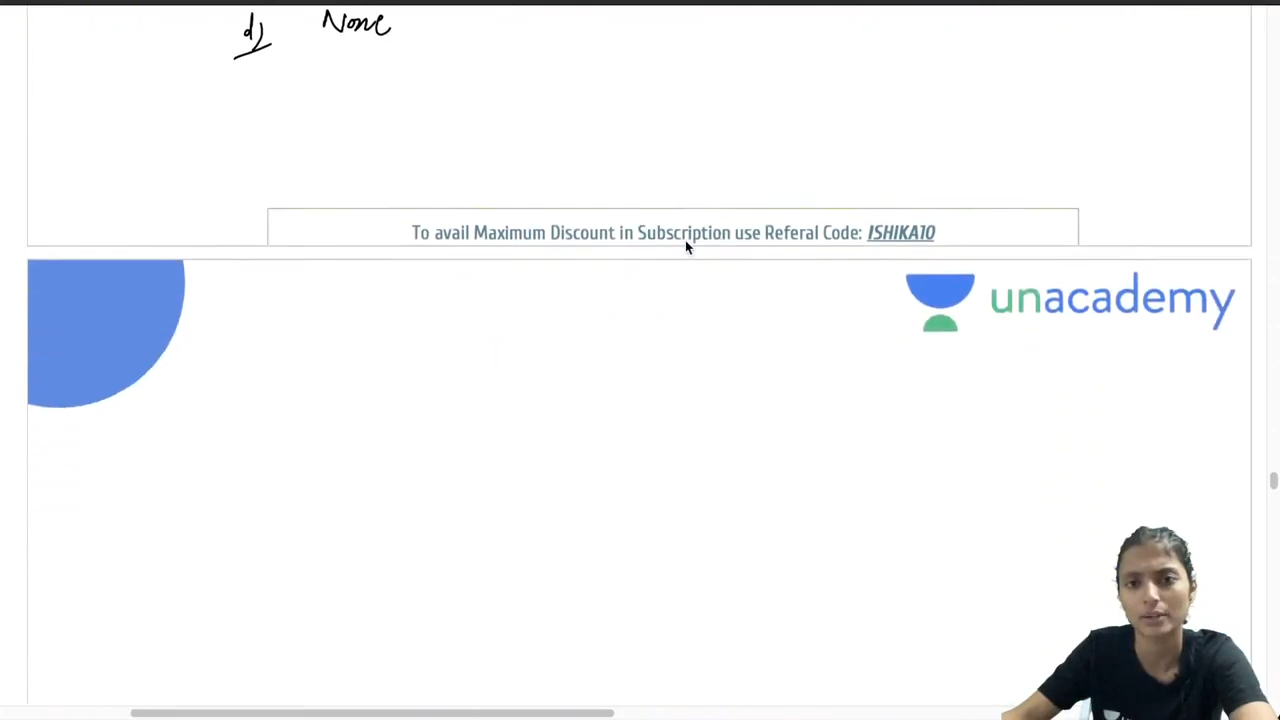 d) None
To avail Maximum Discount in Subscription use Referal Code: ISHIKA10
unacademy